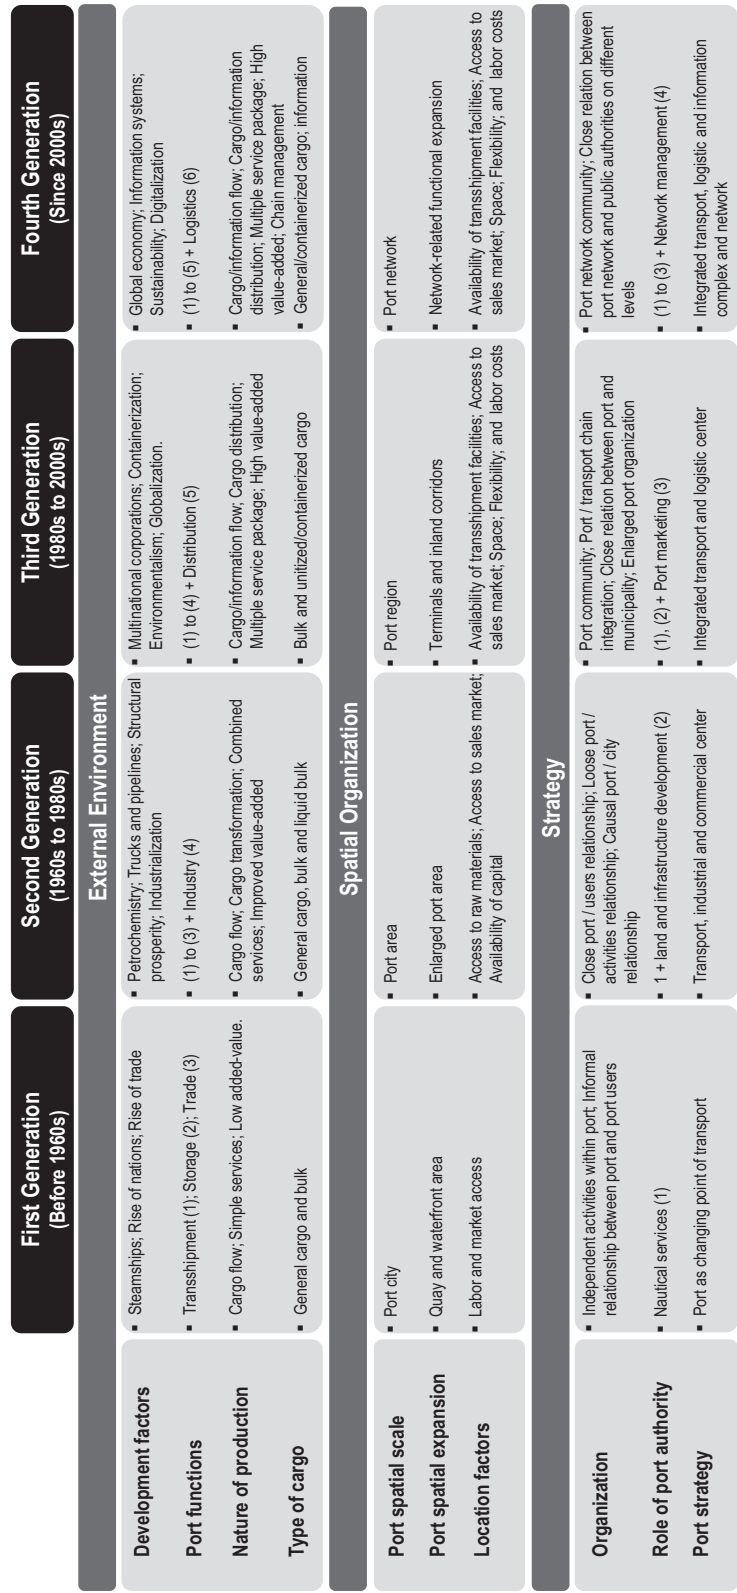 First Generation
(Before 1960s)
Second Generation
(1960s to 1980s)
Third Generation
(1980s to 2000s)
Fourth Generation
(Since 2000s)
External Environment
Development factors
▪ Steamships; Rise of nations; Rise of trade
▪ Petrochemistry; Trucks and pipelines; Structural
prosperity; Industrialization
▪ Multinational corporations; Containerization;
Environmentalism; Globalization.
▪ Global economy; Information systems;
Sustainability; Digitalization
Port functions
▪ Transshipment (1); Storage (2); Trade (3)
▪ (1) to (3) + Industry (4)
▪ (1) to (4) + Distribution (5)
▪ (1) to (5) + Logistics (6)
Nature of production
▪ Cargo flow; Simple services; Low added-value.
▪ Cargo flow; Cargo transformation; Combined
services; Improved value-added
▪ Cargo/information flow; Cargo distribution;
Multiple service package; High value-added
▪ Cargo/information flow; Cargo/information
distribution; Multiple service package; High
value-added; Chain management
Type of cargo
▪ General cargo and bulk
▪ General cargo, bulk and liquid bulk
▪ Bulk and unitized/containerized cargo
▪ General/containerized cargo; information
Spatial Organization
Port spatial scale
▪ Port city
▪ Port area
▪ Port region
▪ Port network
Port spatial expansion
▪ Quay and waterfront area
▪ Enlarged port area
▪ Terminals and inland corridors
▪ Network-related functional expansion
Location factors
▪ Labor and market access
▪ Access to raw materials; Access to sales market;
Availability of capital
▪ Availability of transshipment facilities; Access to
sales market; Space; Flexibility; and labor costs
▪ Availability of transshipment facilities; Access to
sales market; Space; Flexibility; and labor costs
Strategy
Organization
▪ Independent activities within port; Informal
relationship between port and port users
▪ Close port / users relationship; Loose port /
activities relationship; Causal port / city
relationship
▪ Port community; Port / transport chain
integration; Close relation between port and
municipality; Enlarged port organization
▪ Port network community; Close relation between
port network and public authorities on different
levels
Role of port authority
▪ Nautical services (1)
▪ 1 + land and infrastructure development (2)
▪ (1), (2) + Port marketing (3)
▪ (1) to (3) + Network management (4)
Port strategy
▪ Port as changing point of transport
▪ Transport, industrial and commercial center
▪ Integrated transport and logistic center
▪ Integrated transport, logistic and information
complex and network